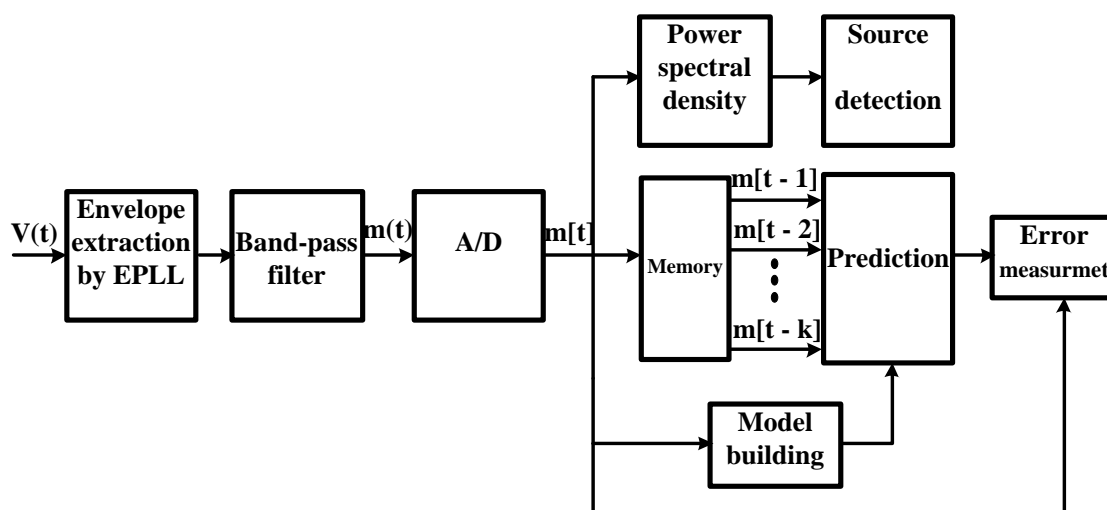 Power
spectral
density
Source
detection
V(t)
Envelope
extraction
by EPLL
Band-pass
filter
m(t)
A/D
m[t]
Memory
m[t - 1]
m[t - 2]
m[t - k]
Prediction
Error
measurmet
Model
building